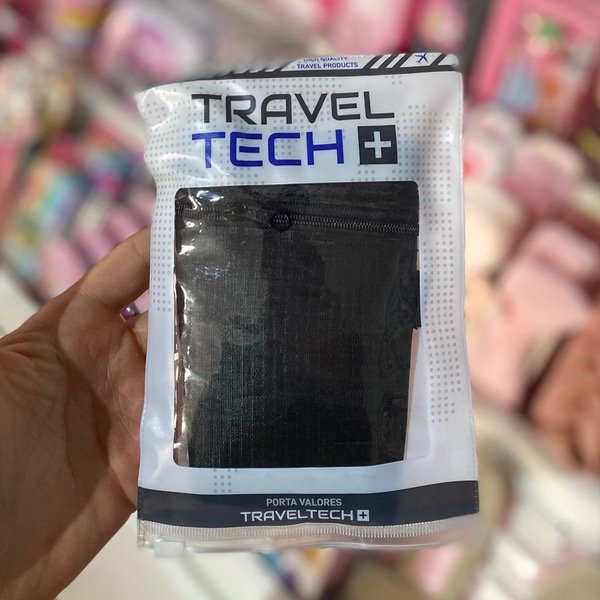 HIGH QUALITY
TRAVEL PRODUCTS
TRAVEL
TECH+
PORTA VALORES
TRAVELTECH+